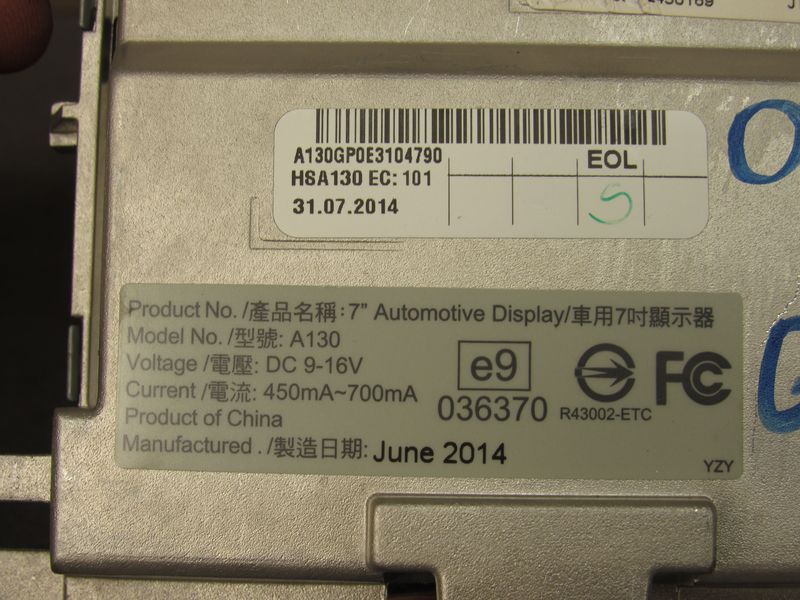 A130GP0E3104790
EOL
HSA130 EC: 101
31.07.2014
S
Product No. /產品名稱: 7" Automotive Display/車用7吋顯示器
Model No. /型號: A130
Voltage /電壓: DC 9-16V
Current /電流: 450mA~700mA
Product of China
Manufactured . /製造日期: June 2014
e9
036370
R43002-ETC
FC
YZY